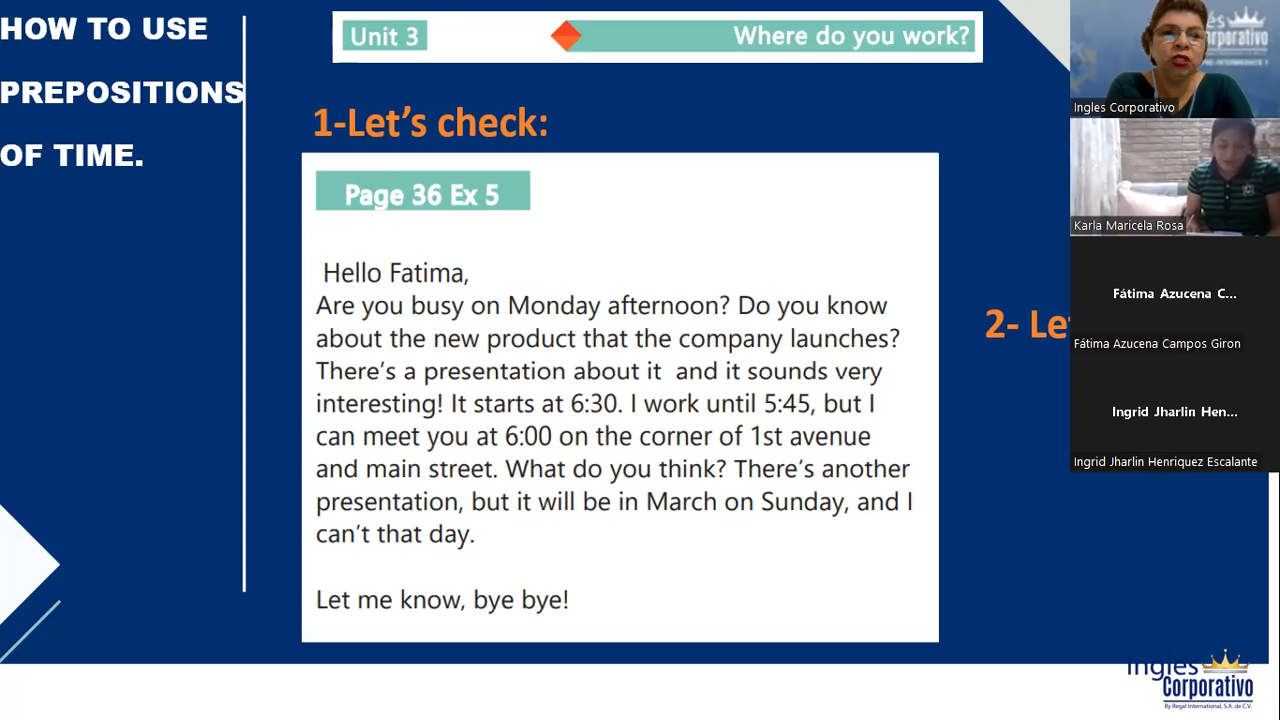 HOW TO USE
PREPOSITIONS
OF TIME.
Unit 3
Where do you work?
1-Let's check:
Page 36 Ex 5
Hello Fatima,
Are you busy on Monday afternoon? Do you know
about the new product that the company launches?
There's a presentation about it and it sounds very
interesting! It starts at 6:30. I work until 5:45, but I
can meet you at 6:00 on the corner of 1st avenue
and main street. What do you think? There's another
presentation, but it will be in March on Sunday, and I
can't that day.
Let me know, bye bye!
2- Le
Ingles Corporativo
Karla Maricela Rosa
Fátima Azucena C...
Fátima Azucena Campos Giron
Ingrid Jharlin Hen...
Ingrid Jharlin Henriquez Escalante
Inglés
Corporativo
By Regal International, S.A. de C.V.